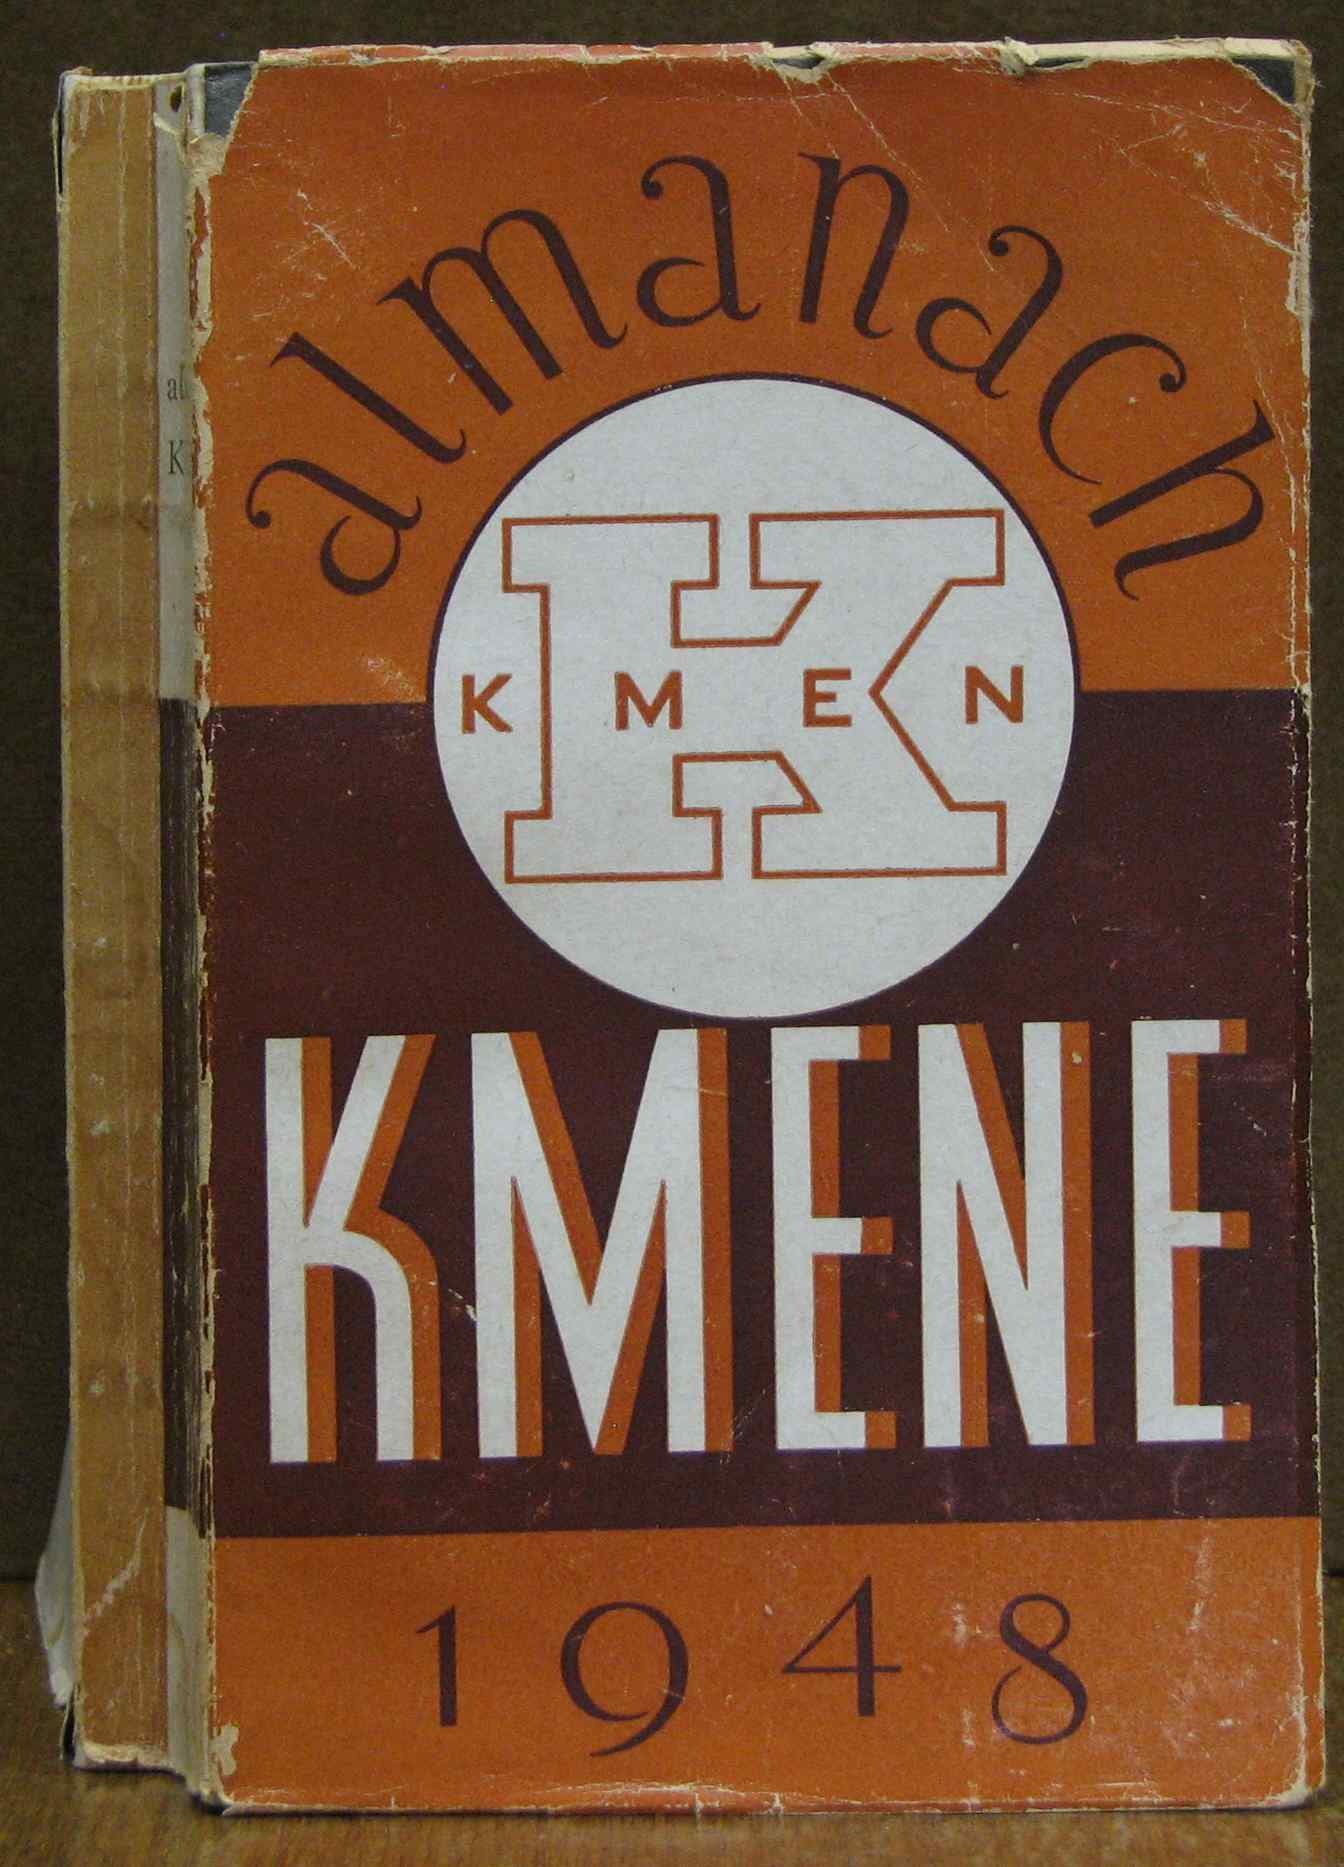 almanach
K
K M E N
KMENE
1948